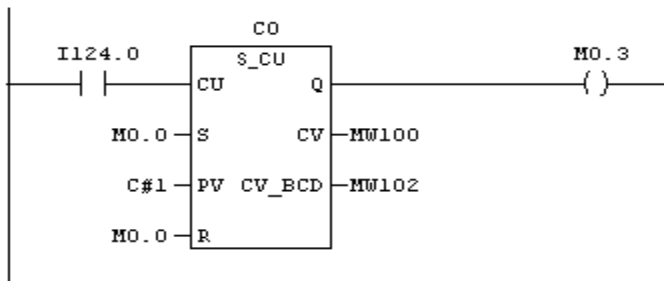 C0
I124.0
S_CU
M0.3
CU
Q
M0.0
S
CV
MW100
C#1
PV
CV_BCD
MW102
M0.0
R